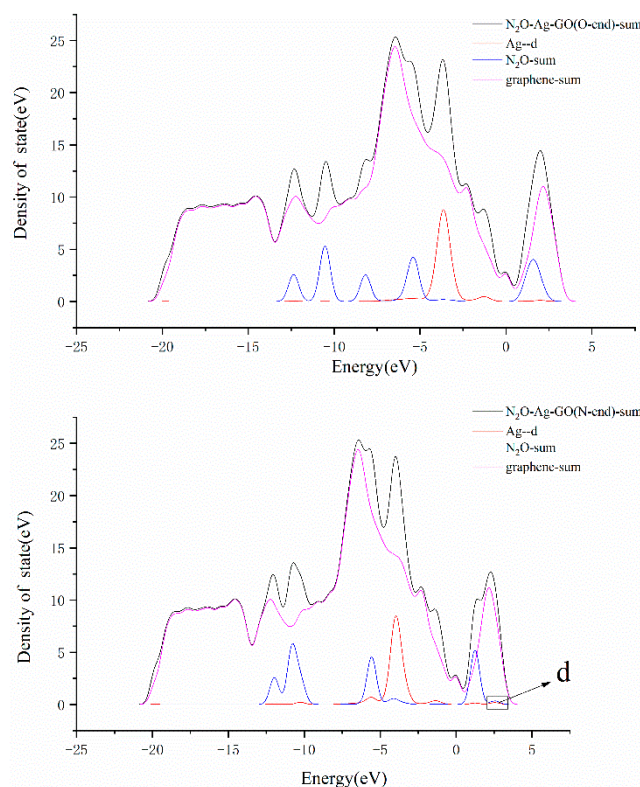 N₂O-Ag-GO(O-end)-sum
Ag--d
N₂O-sum
graphene-sum
Density of state(eV)
25
20
15
10
5
0
-25 -20 -15 -10 -5 0 5
Energy(eV)
N₂O-Ag-GO(N-end)-sum
Ag--d
N₂O-sum
graphene-sum
Density of state(eV)
25
20
15
10
5
0
d
-25 -20 -15 -10 -5 0 5
Energy(eV)